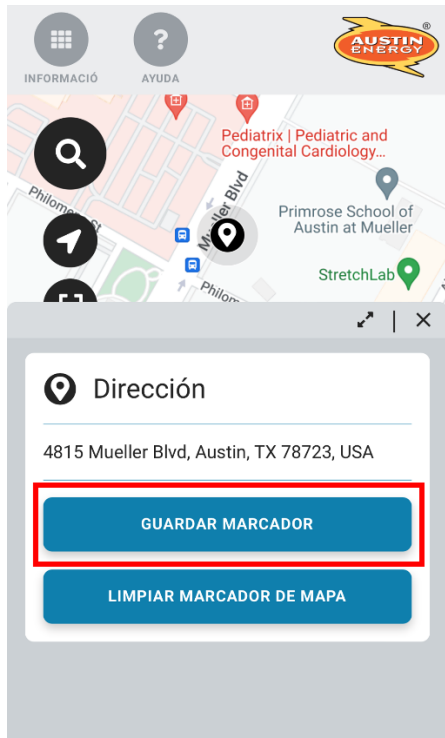 INFORMACIÓ
?
AYUDA
AUSTIN
ENERGY
®
Pediatrix | Pediatric and
Congenital Cardiology...
Mueller Blvd
Primrose School of
Austin at Mueller
StretchLab
Dirección
4815 Mueller Blvd, Austin, TX 78723, USA
GUARDAR MARCADOR
LIMPIAR MARCADOR DE MAPA